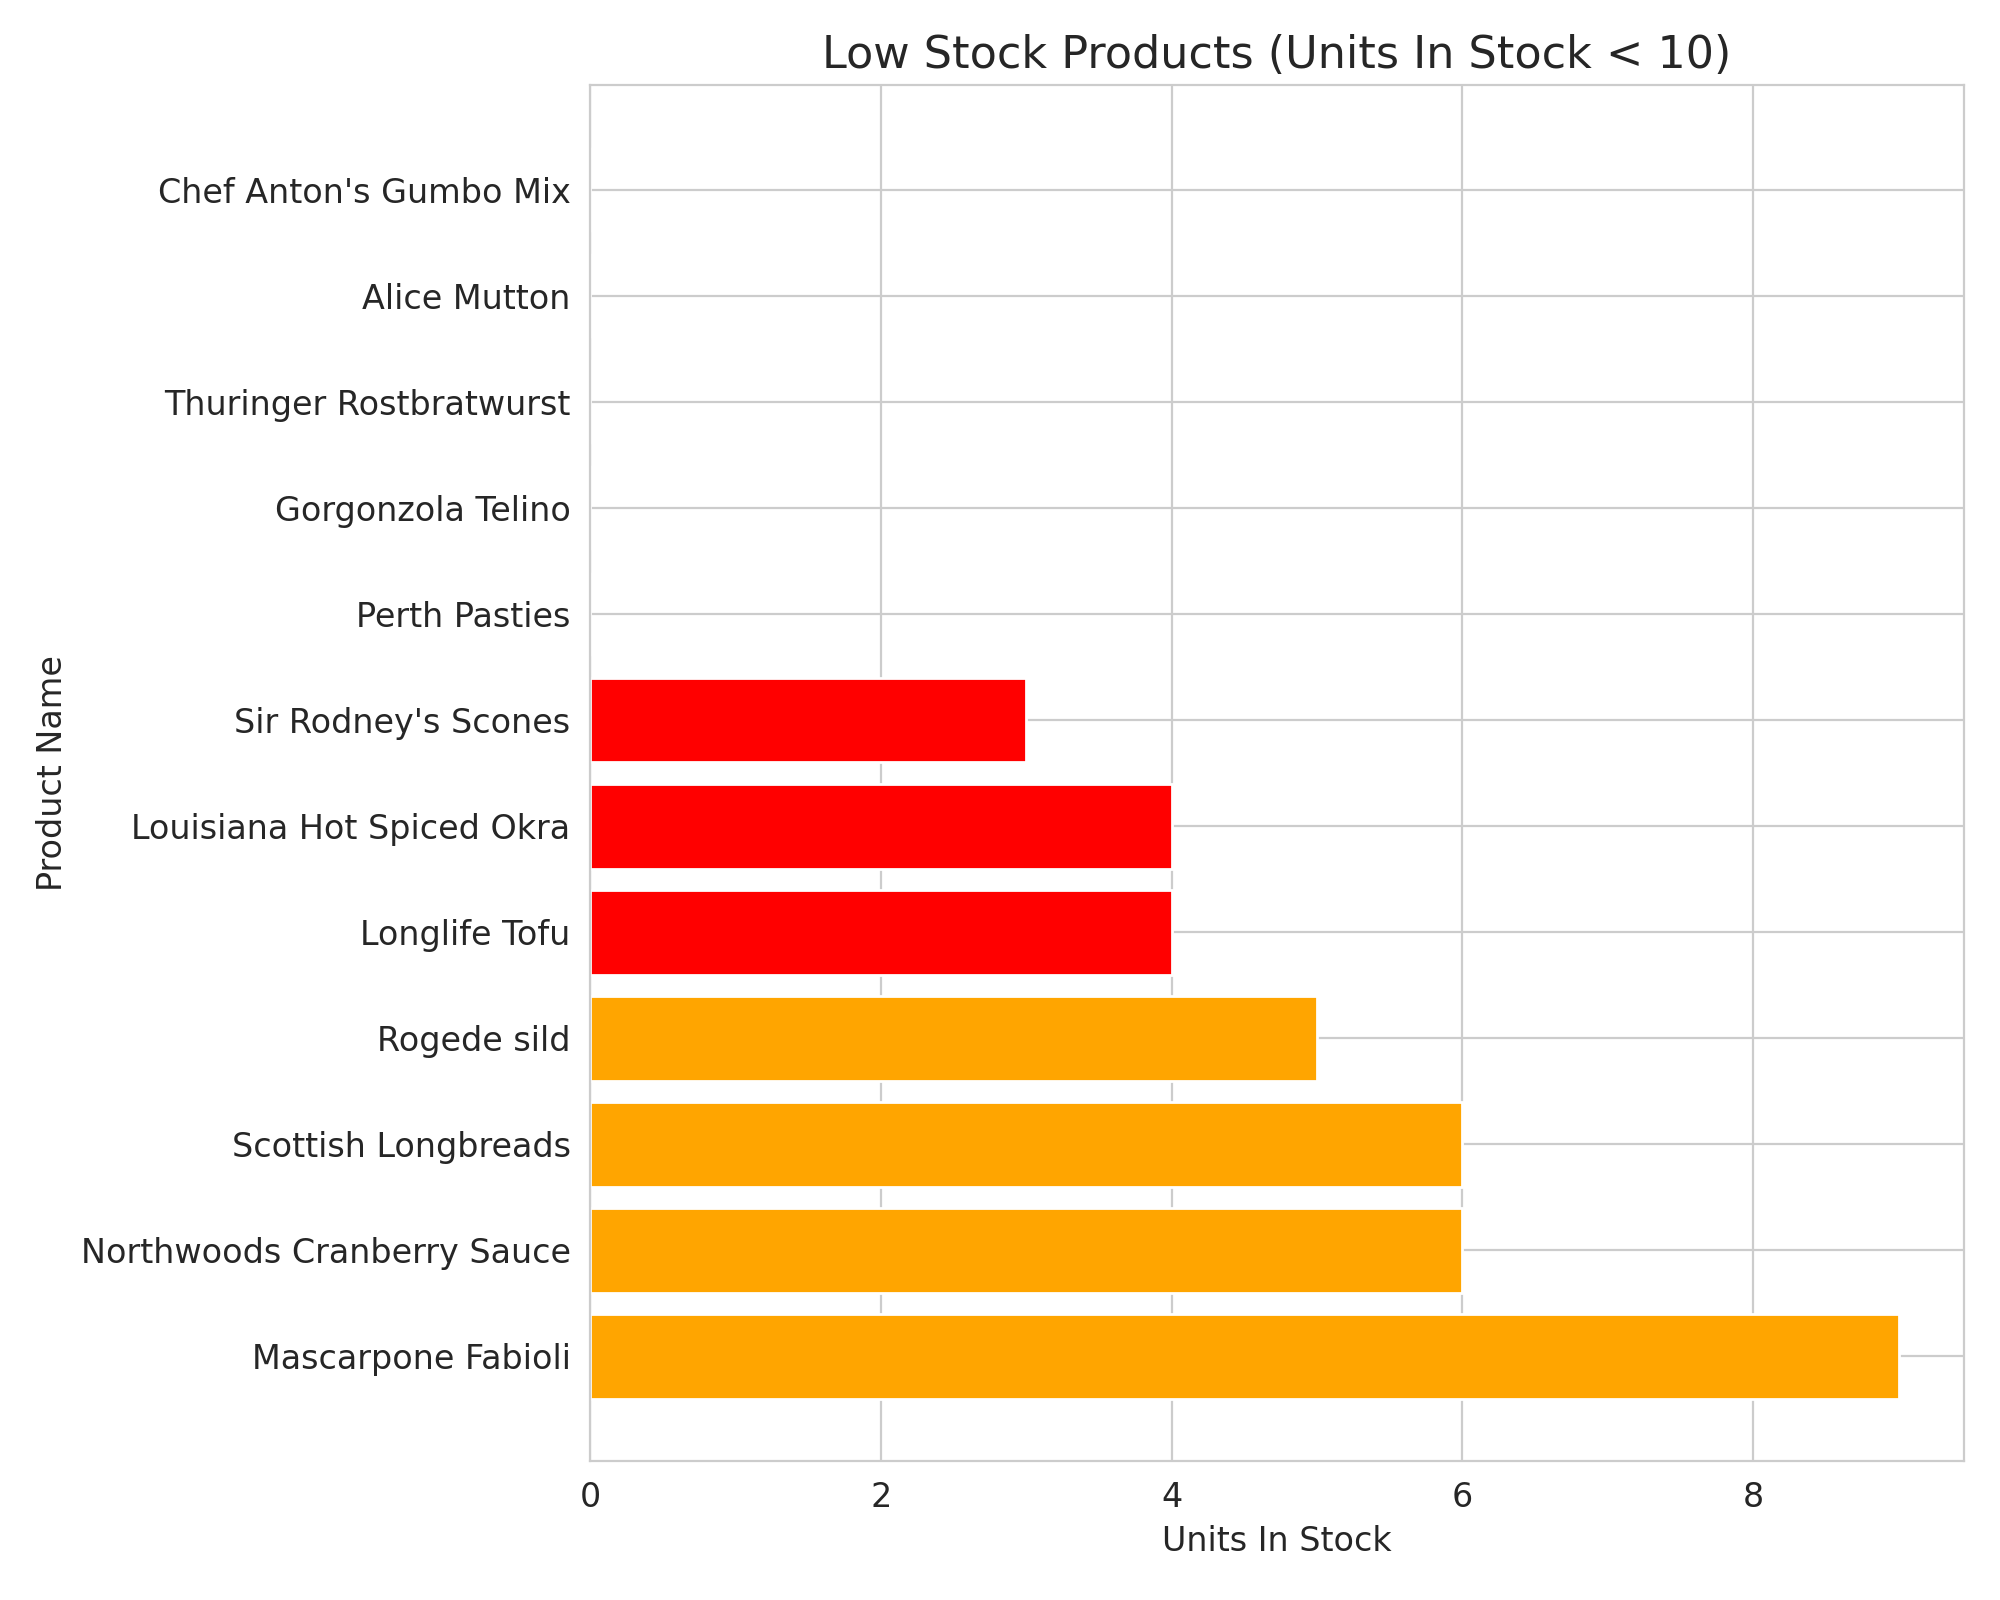 Low Stock Products (Units In Stock < 10)
Product Name
Chef Anton's Gumbo Mix
Alice Mutton
Thuringer Rostbratwurst
Gorgonzola Telino
Perth Pasties
Sir Rodney's Scones
Louisiana Hot Spiced Okra
Longlife Tofu
Rogede sild
Scottish Longbreads
Northwoods Cranberry Sauce
Mascarpone Fabioli
0 2 4 6 8
Units In Stock